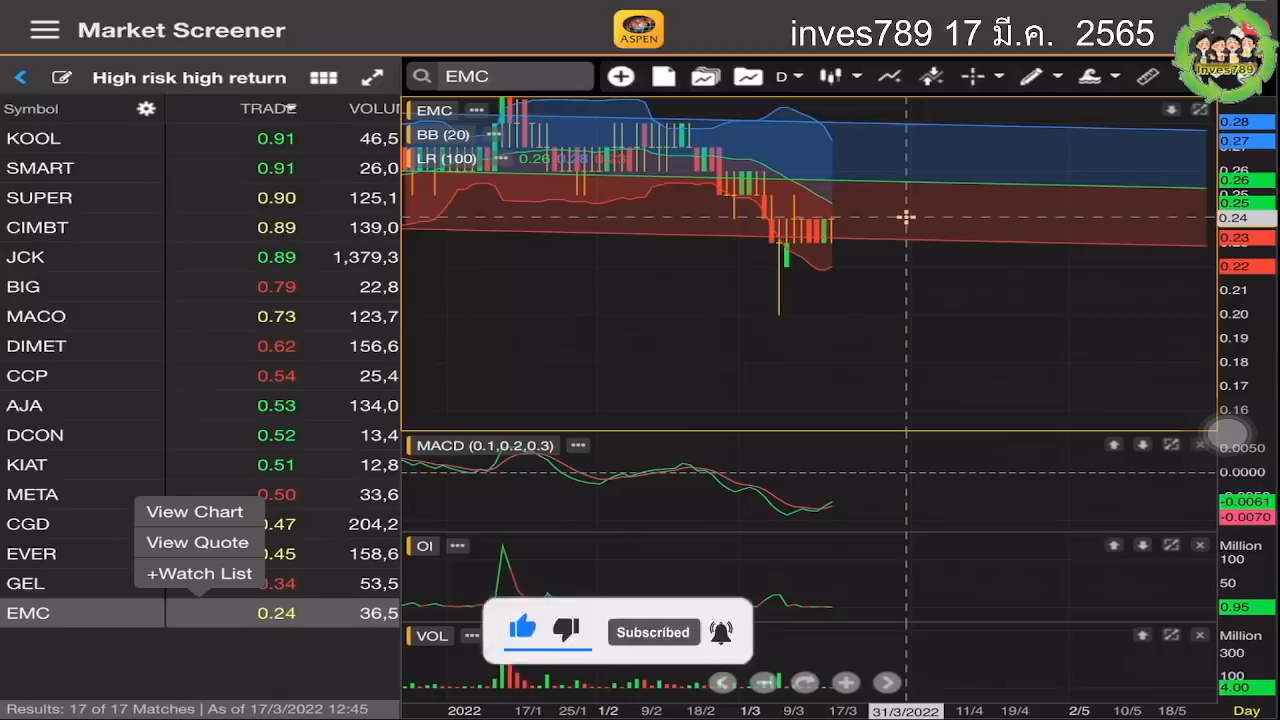 Market Screener
ASPEN
inves789 17 มี.ค. 2565
Inves789
High risk high return
EMC
D
Symbol TRADE VOLU
KOOL 0.91 46,5
SMART 0.91 26,0
SUPER 0.90 125,1
CIMBT 0.89 139,0
JCK 0.89 1,379,3
BIG 0.79 22,8
MACO 0.73 123,7
DIMET 0.62 156,6
CCP 0.54 25,4
AJA 0.53 134,0
DCON 0.52 13,4
KIAT 0.51 12,8
META 0.50 33,6
CGD .47 204,2
EVER .45 158,6
GEL 0.34 53,5
EMC 0.24 36,5
View Chart
View Quote
+Watch List
Results: 17 of 17 Matches | As of 17/3/2022 12:45
EMC
BB (20)
LR (100) 0.26 0.28 0.23
0.28
0.27
0.26
0.25
0.24
0.23
0.22
0.21
0.20
0.19
0.18
0.17
0.16
MACD (0.1,0.2,0.3)
0.0050
0.0000
-0.0061
-0.0070
OI
Million
100
50
0.95
VOL
Million
300
100
4.00
Subscribed
2022 17/1 25/1 1/2 9/2 18/2 1/3 9/3 17/3 31/3/2022 11/4 19/4 2/5 10/5 18/5 Day